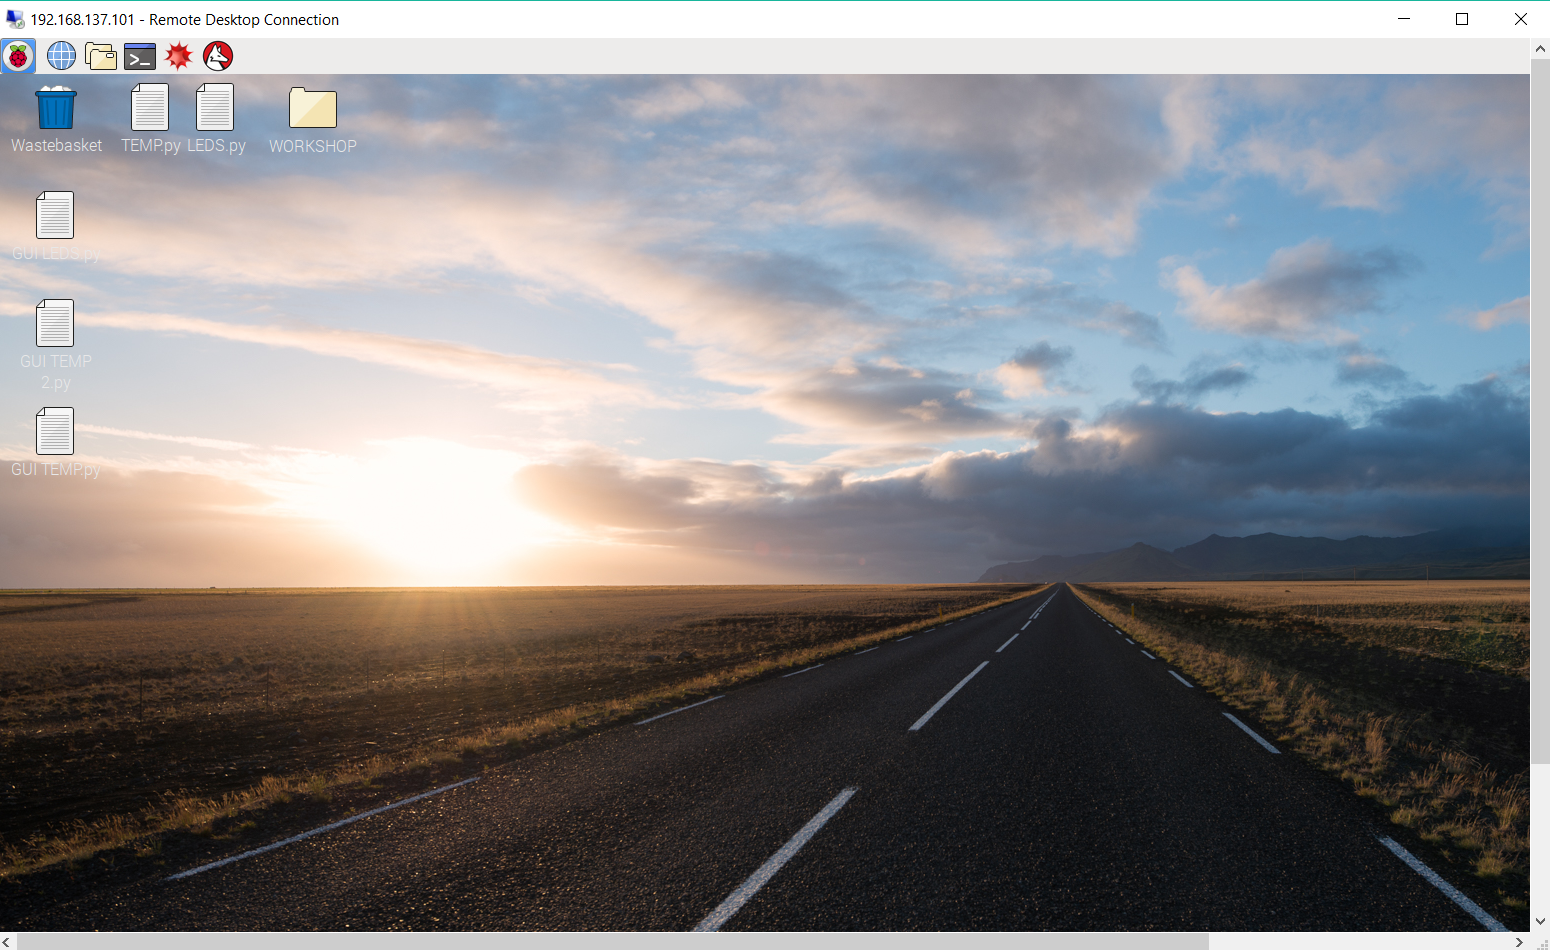 192.168.137.101 - Remote Desktop Connection
Wastebasket
TEMP.py
LEDS.py
WORKSHOP
GUI LEDS.py
GUI TEMP
2.py
GUI TEMP.py